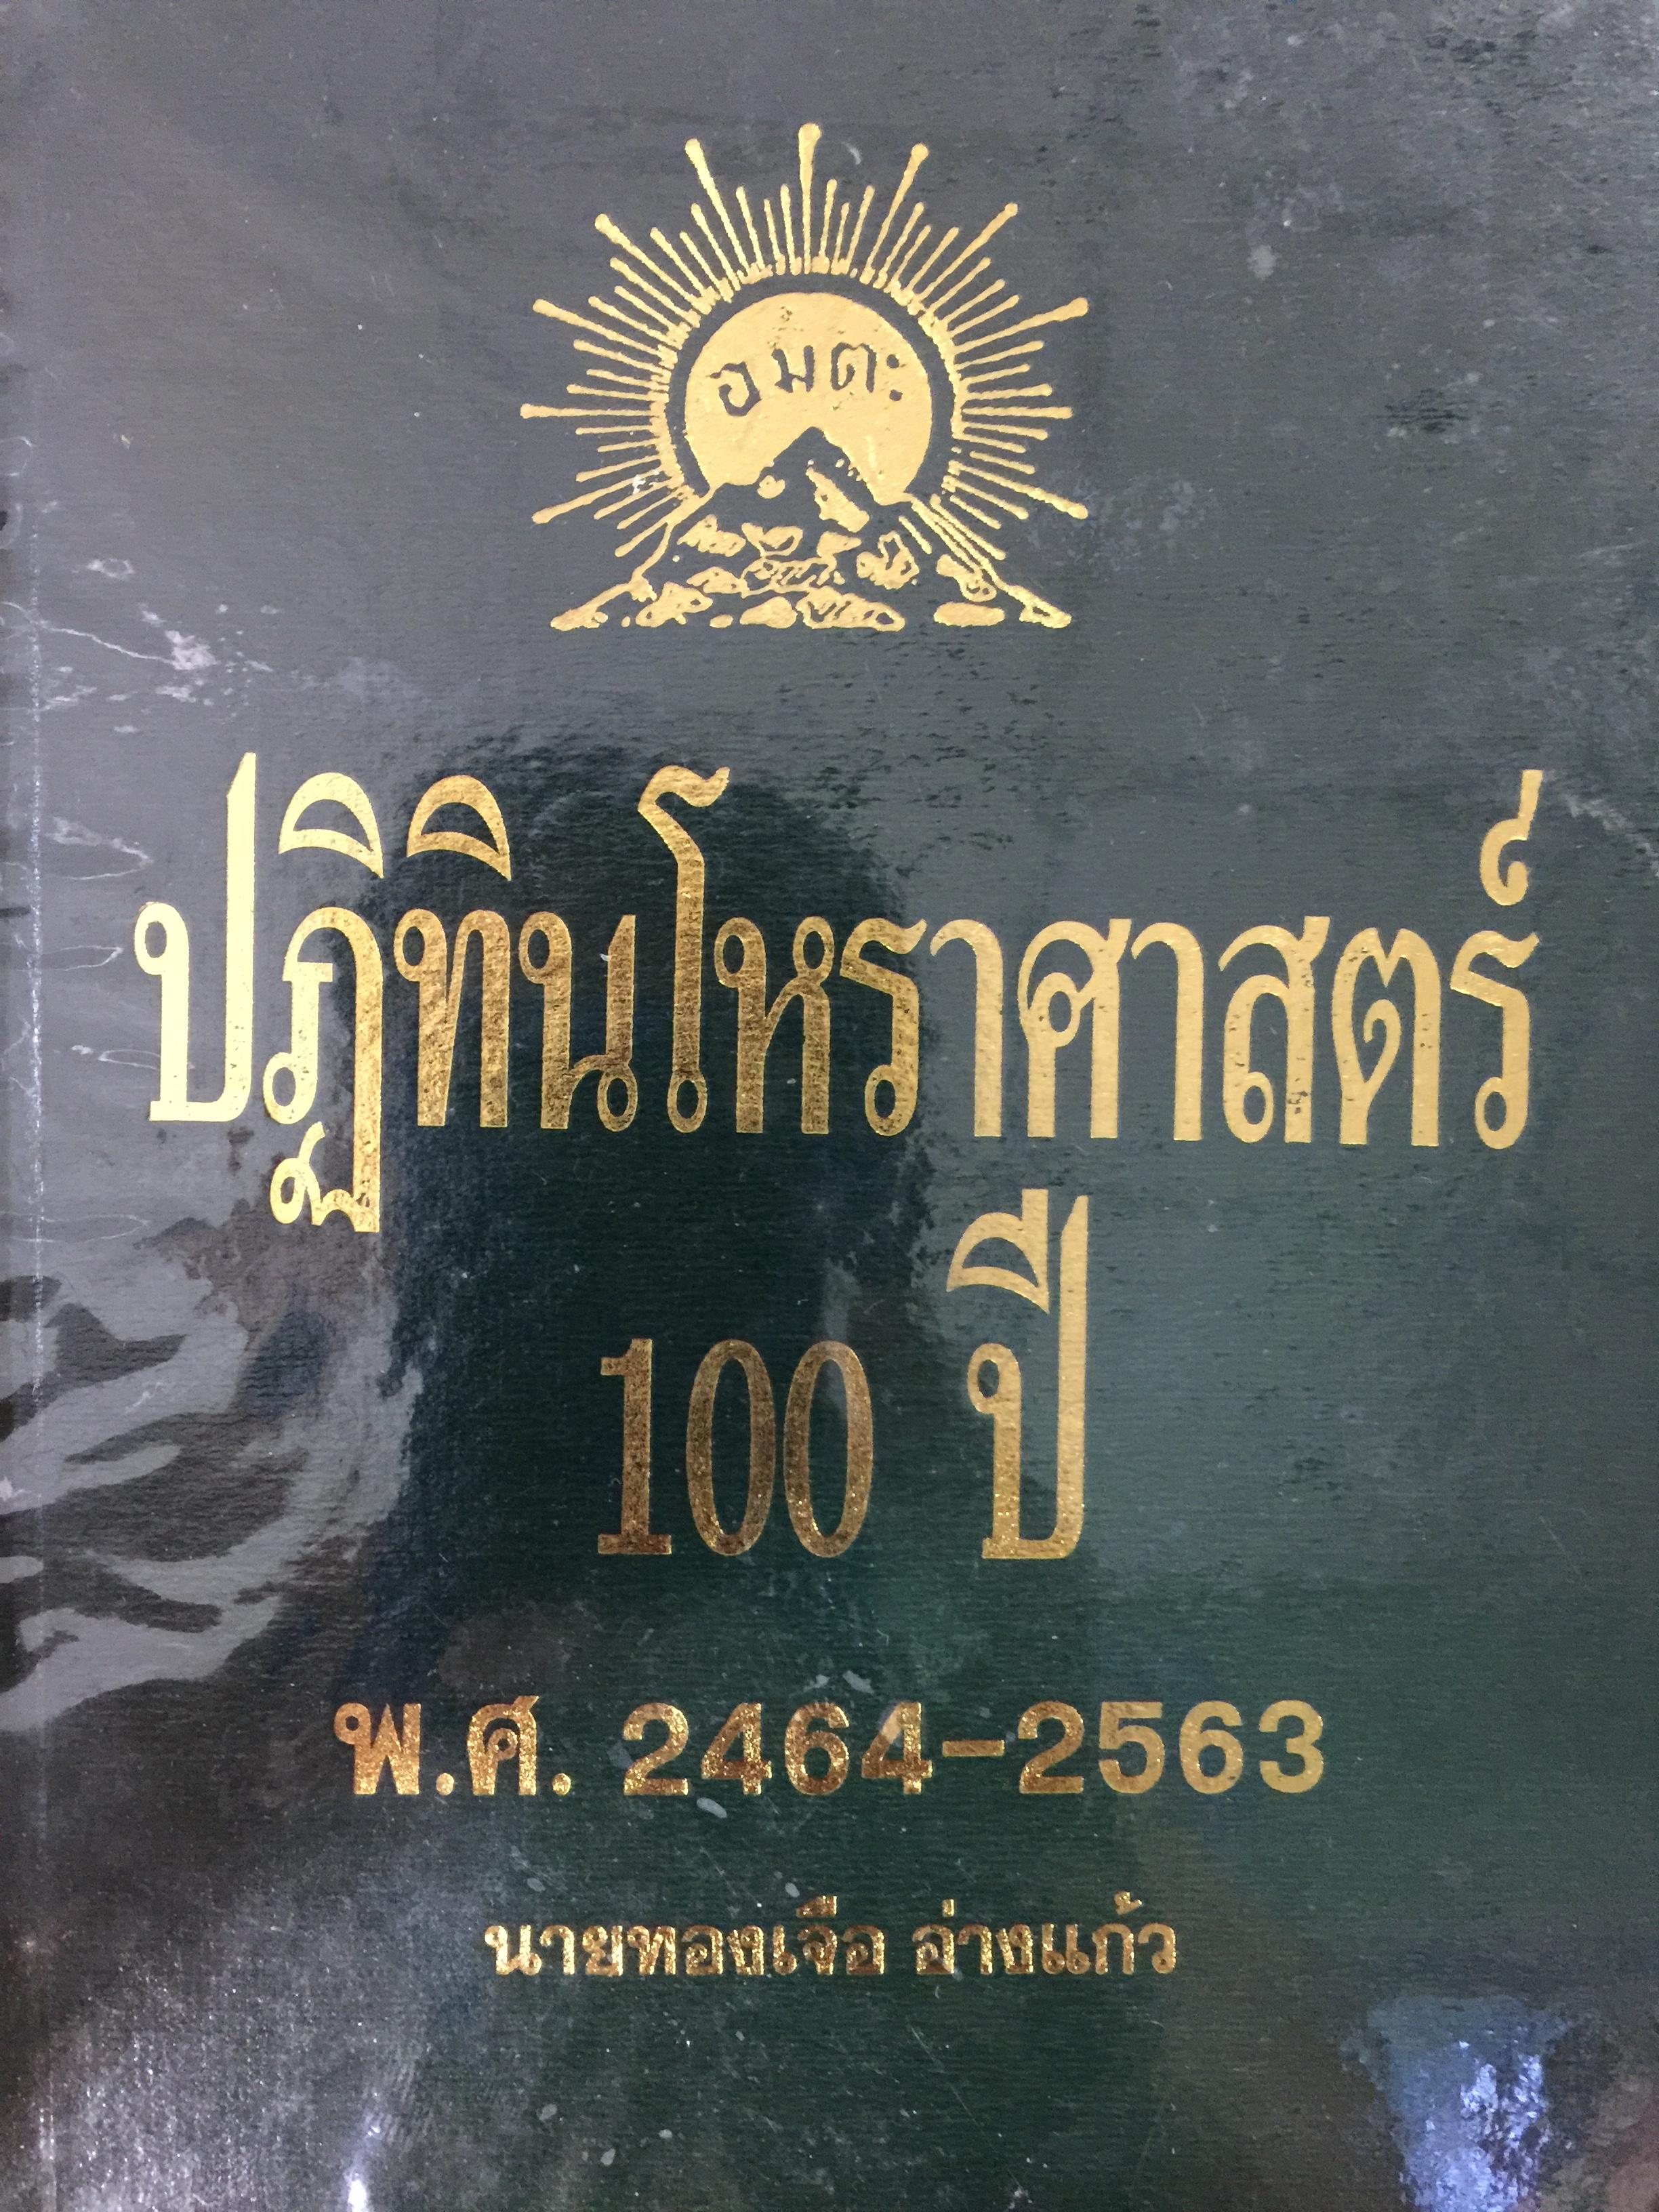 อมตะ
ปฏิทินโหราศาสตร์
100 ปี
พ.ศ. 2464-2563
นายทองเจือ อ่างแก้ว